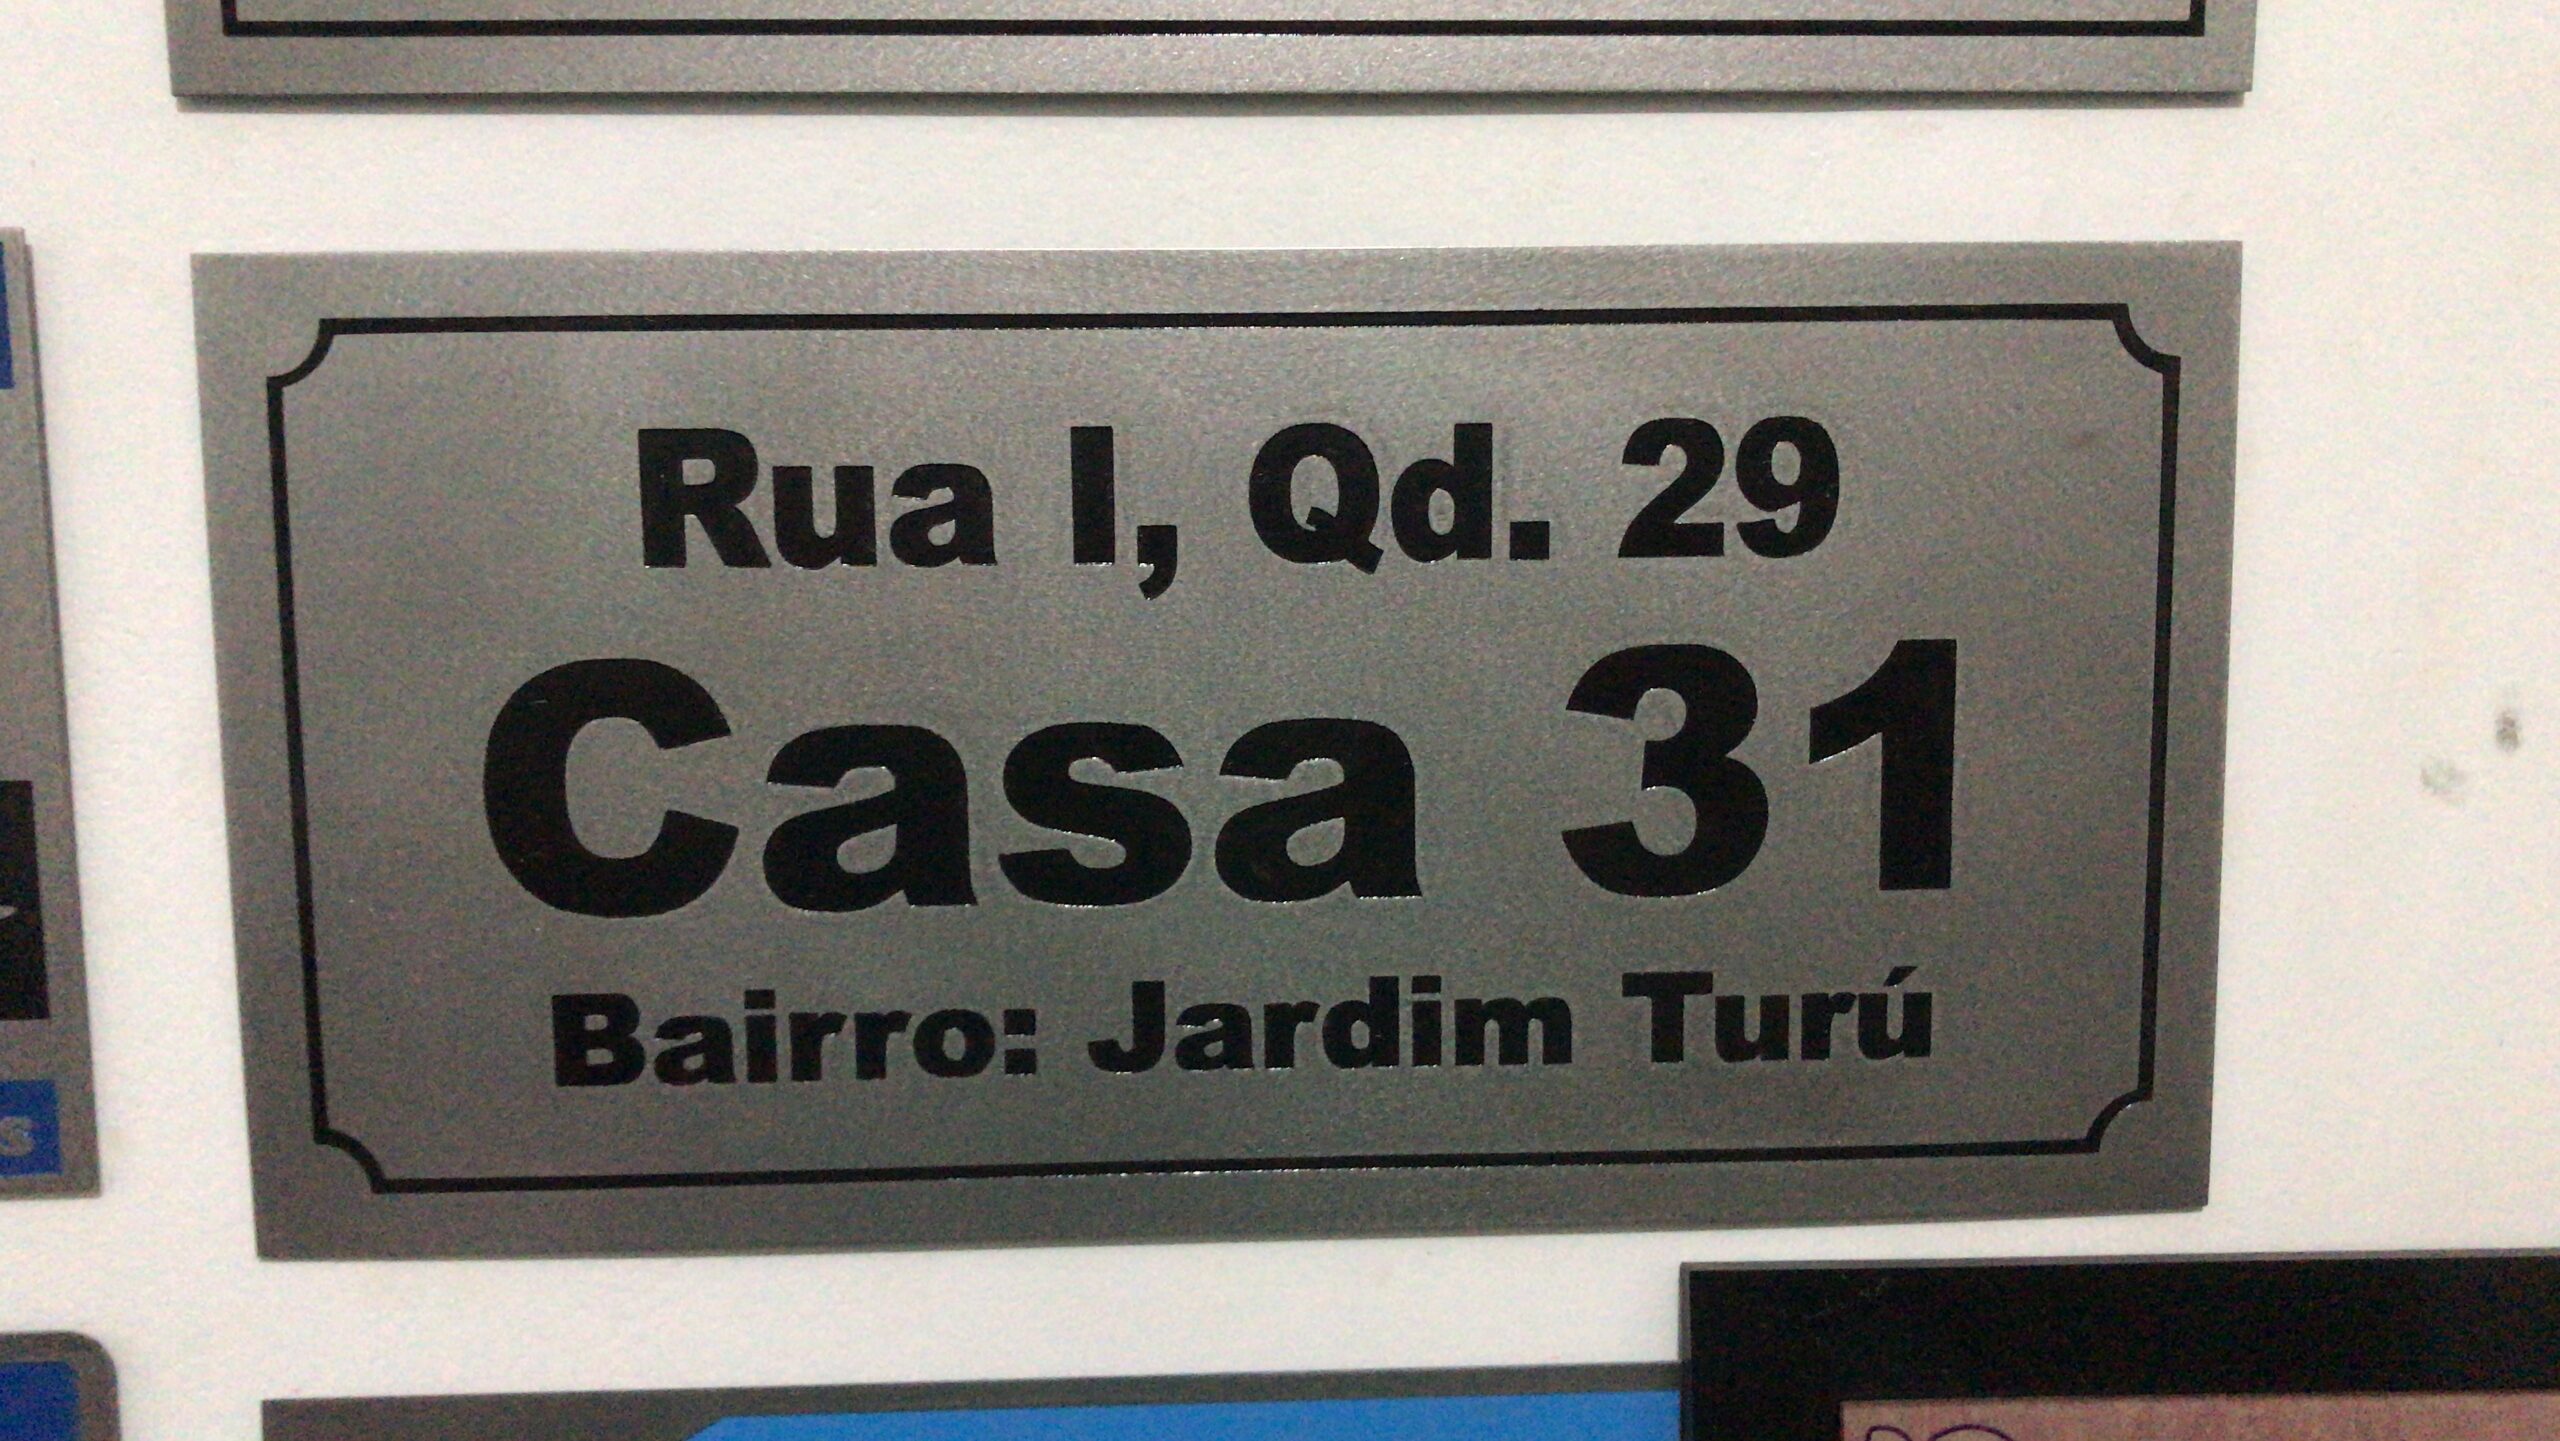 Rua I, Qd. 29
Casa 31
Bairro: Jardim Turú
s